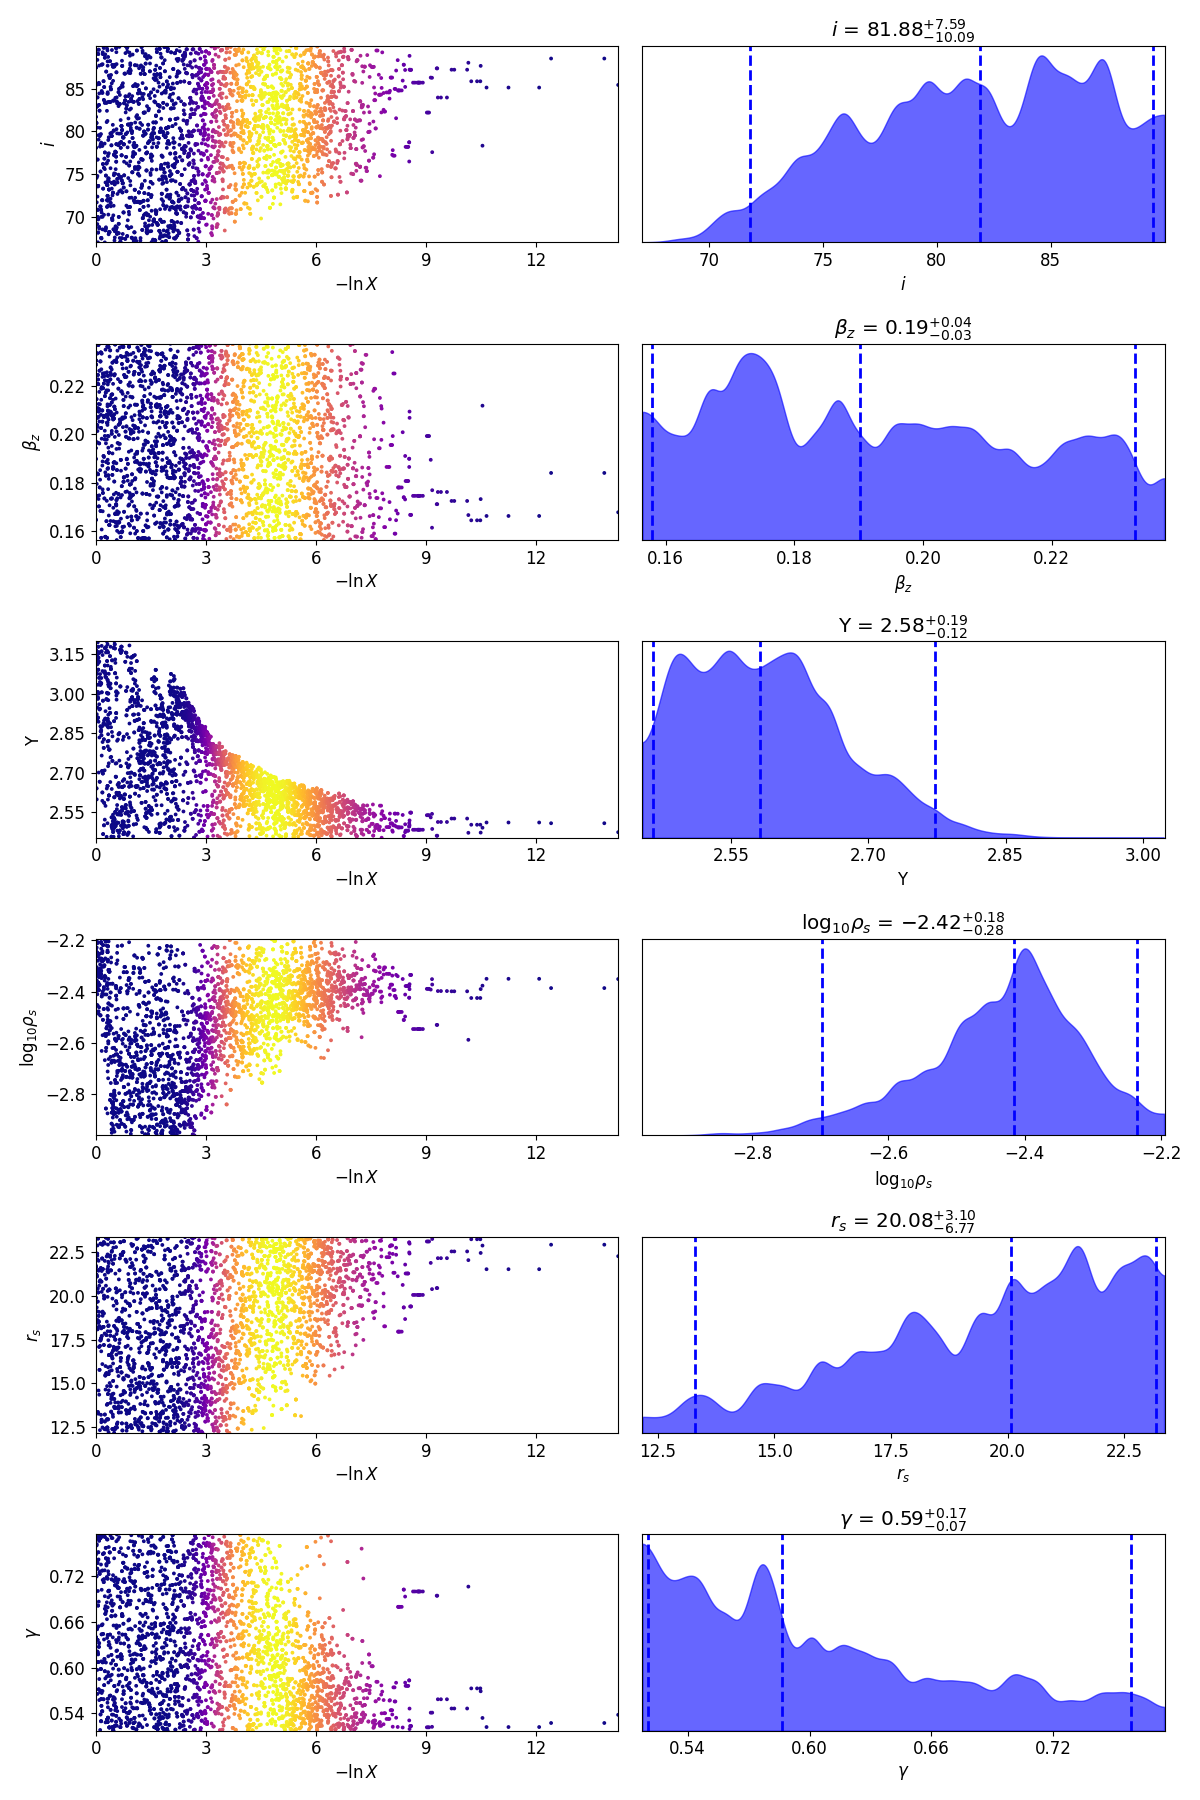 i = 81.88+7.59−10.09
85
80
75
70
i
0 3 6 9 12
−ln X
70 75 80 85
i
βz = 0.19+0.04−0.03
0.22
0.20
0.18
0.16
βz
0 3 6 9 12
−ln X
0.16 0.18 0.20 0.22
βz
Y = 2.58+0.19−0.12
3.15
3.00
2.85
2.70
2.55
Y
0 3 6 9 12
−ln X
2.55 2.70 2.85 3.00
Y
log10ρs = −2.42+0.18−0.28
−2.2
−2.4
−2.6
−2.8
log10ρs
0 3 6 9 12
−ln X
−2.8 −2.6 −2.4 −2.2
log10ρs
rs = 20.08+3.10−6.77
22.5
20.0
17.5
15.0
12.5
rs
0 3 6 9 12
−ln X
12.5 15.0 17.5 20.0 22.5
rs
γ = 0.59+0.17−0.07
0.72
0.66
0.60
0.54
γ
0 3 6 9 12
−ln X
0.54 0.60 0.66 0.72
γ